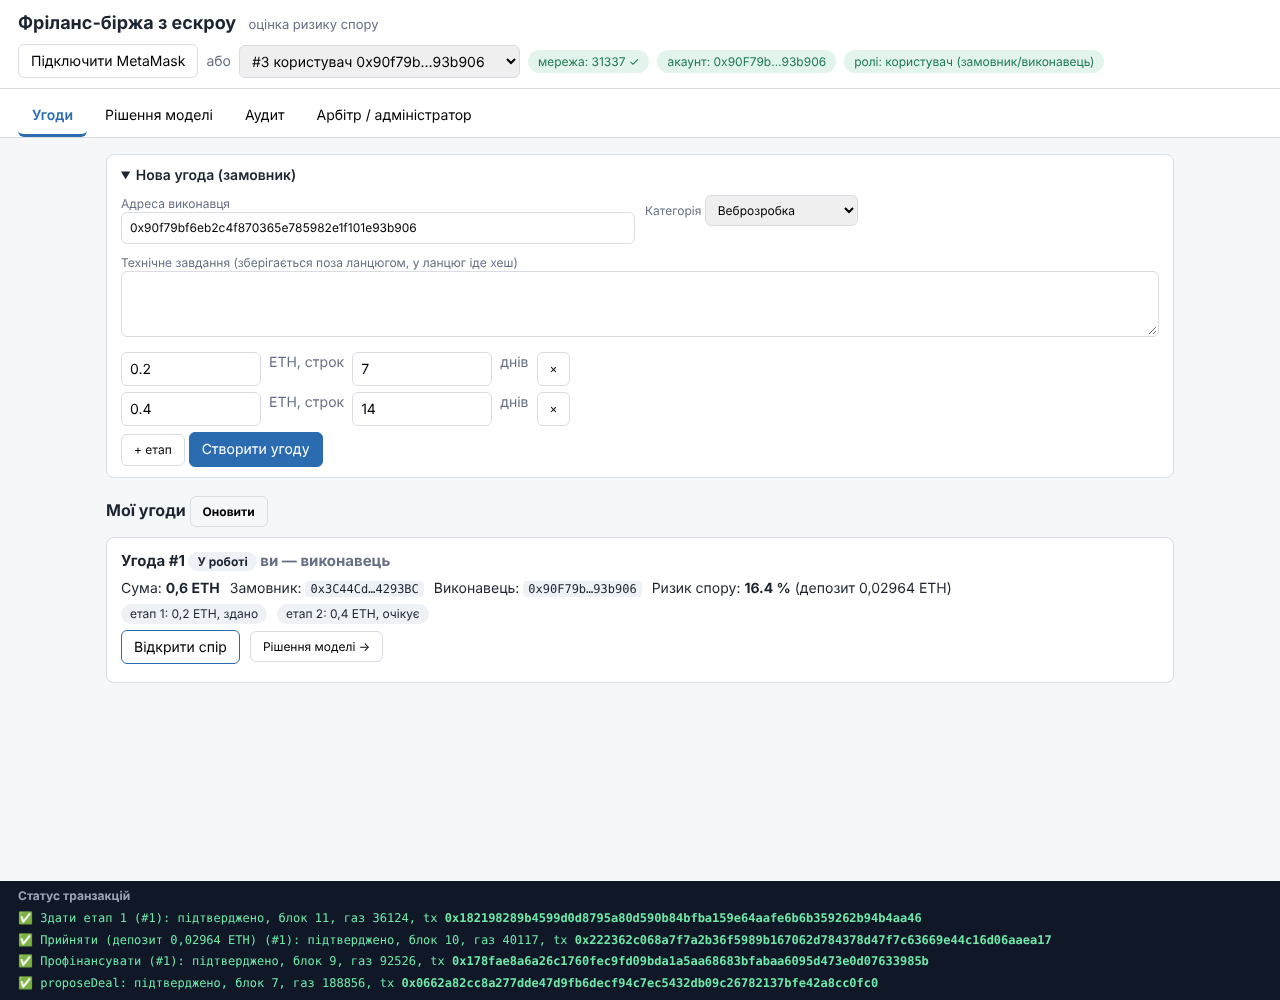 Фріланс-біржа з ескроу оцінка ризику спору
Підключити MetaMask або #3 користувач 0x90f79b…93b906 мережа: 31337 ✓ акаунт: 0x90F79b…93b906 ролі: користувач (замовник/виконавець)
Угоди Рішення моделі Аудит Арбітр / адміністратор
▼ Нова угода (замовник)
Адреса виконавця
0x90f79bf6eb2c4f870365e785982e1f101e93b906
Категорія Веброзробка
Технічне завдання (зберігається поза ланцюгом, у ланцюг іде хеш)
0.2 ETH, строк 7 днів ×
0.4 ETH, строк 14 днів ×
+ етап Створити угоду
Мої угоди Оновити
Угода #1 У роботі ви — виконавець
Сума: 0,6 ETH Замовник: 0x3C44Cd…4293BC Виконавець: 0x90F79b…93b906 Ризик спору: 16.4 % (депозит 0,02964 ETH)
етап 1: 0,2 ETH, здано етап 2: 0,4 ETH, очікує
Відкрити спір Рішення моделі →
Статус транзакцій
✅ Здати етап 1 (#1): підтверджено, блок 11, газ 36124, tx 0x182198289b4599d0d8795a80d590b84bfba159e64aafe6b6b359262b94b4aa46
✅ Прийняти (депозит 0,02964 ETH) (#1): підтверджено, блок 10, газ 40117, tx 0x222362c068a7f7a2b36f5989b167062d784378d47f7c63669e44c16d06aaea17
✅ Профінансувати (#1): підтверджено, блок 9, газ 92526, tx 0x178fae8a6a26c1760fec9fd09bda1a5aa68683bfabaa6095d473e0d07633985b
✅ proposeDeal: підтверджено, блок 7, газ 188856, tx 0x0662a82cc8a277dde47d9fb6decf94c7ec5432db09c26782137bfe42a8cc0fc0